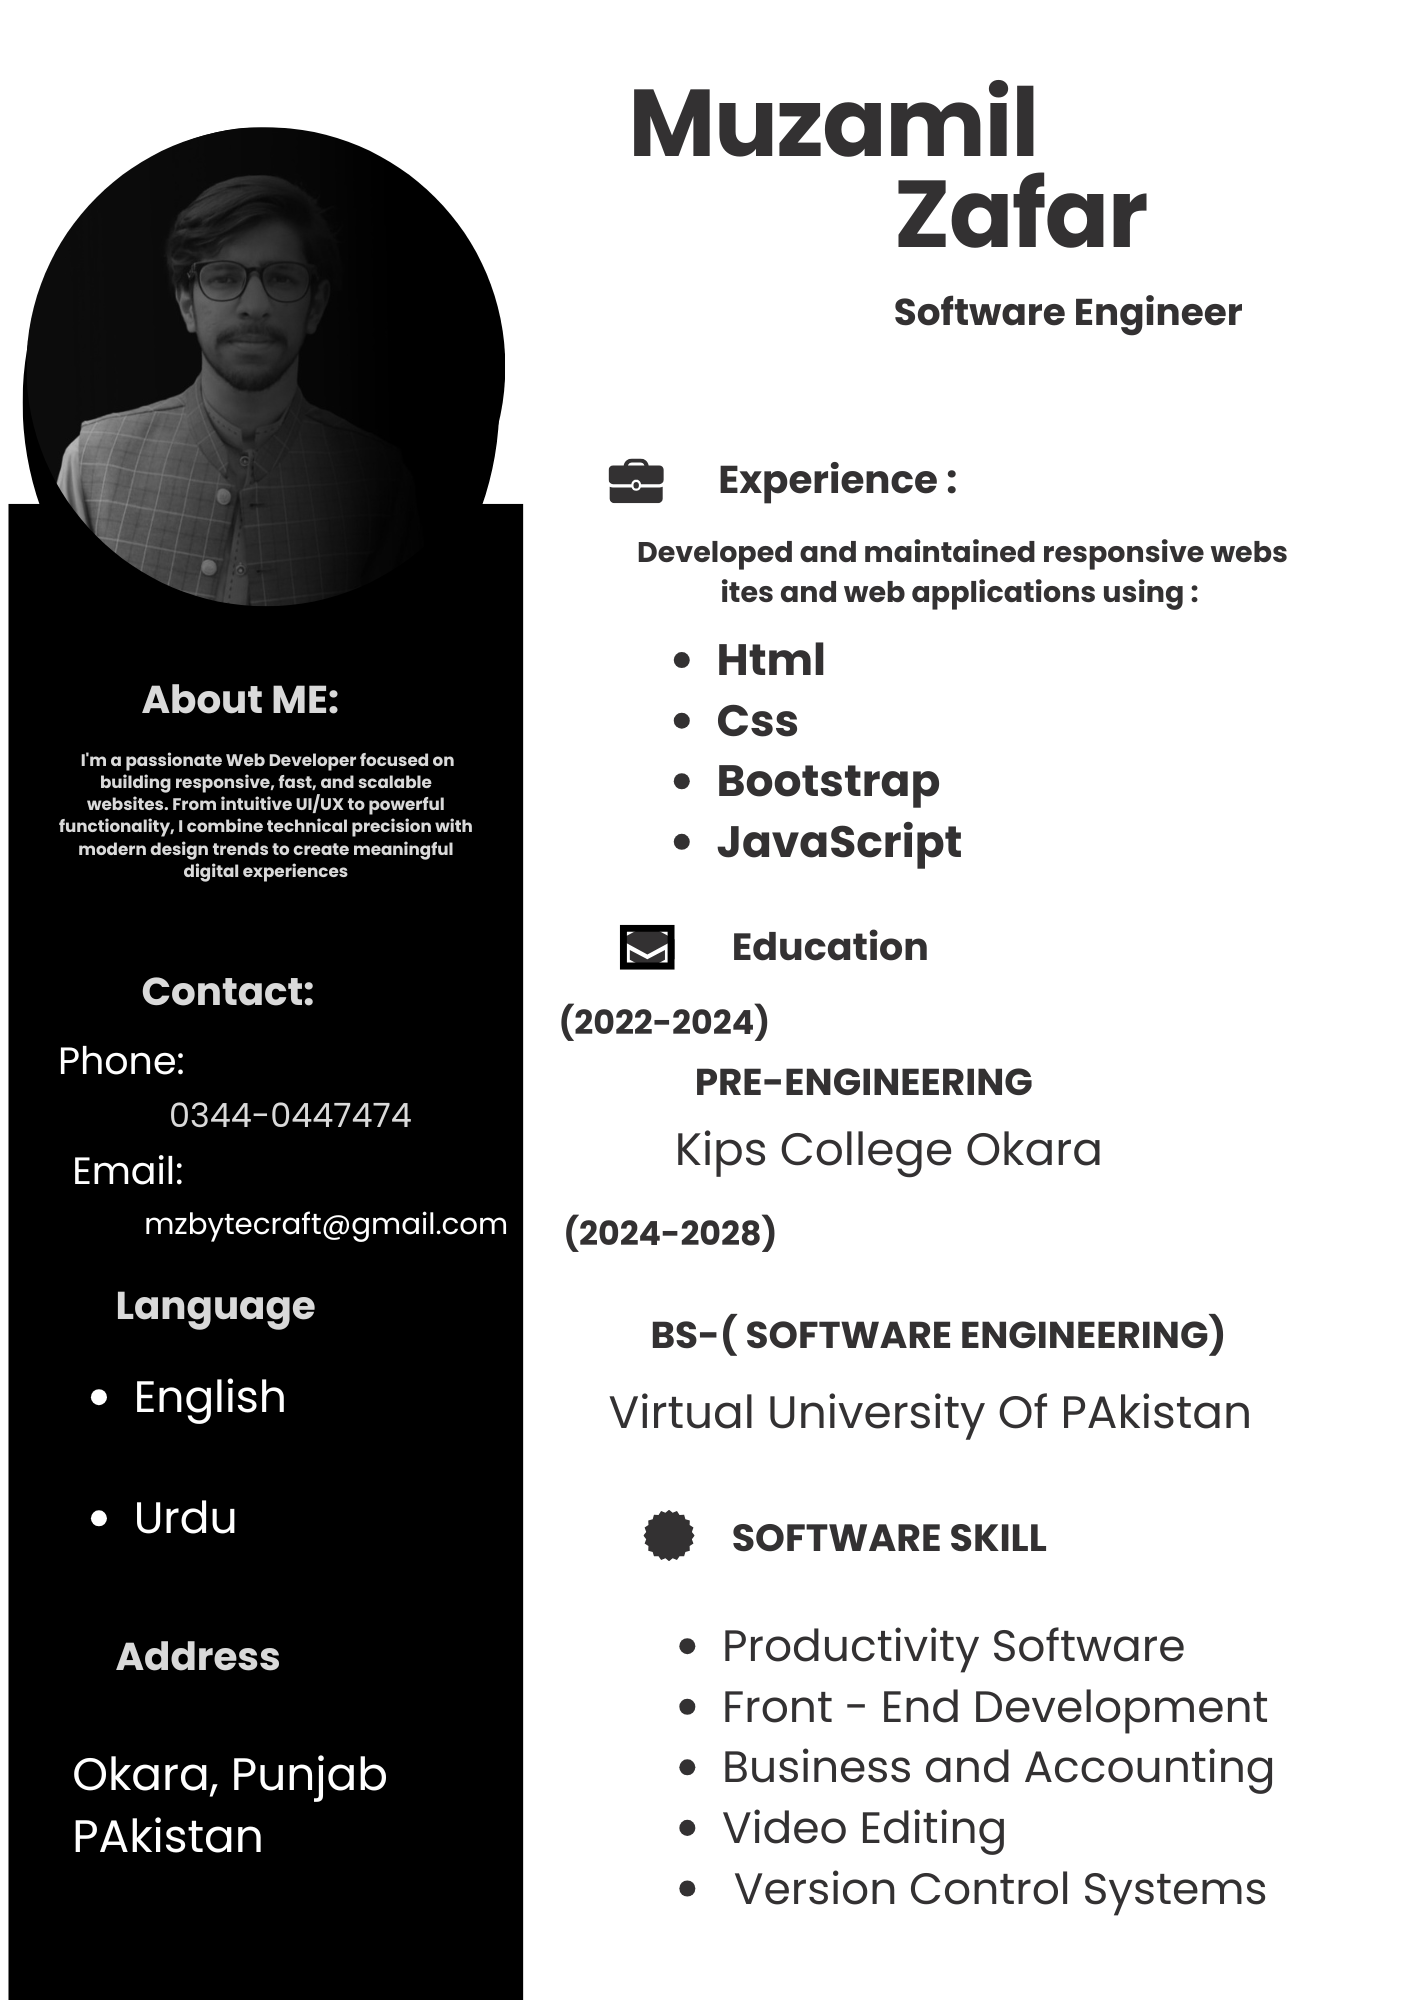 Muzamil
Zafar
Software Engineer
About ME:
I'm a passionate Web Developer focused on
building responsive, fast, and scalable
websites. From intuitive UI/UX to powerful
functionality, I combine technical precision with
modern design trends to create meaningful
digital experiences
Contact:
Phone:
0344-0447474
Email:
mzbytecraft@gmail.com
Language
• English
• Urdu
Address
Okara, Punjab
PAkistan
Experience :
Developed and maintained responsive webs
ites and web applications using :
• Html
• Css
• Bootstrap
• JavaScript
Education
(2022-2024)
PRE-ENGINEERING
Kips College Okara
(2024-2028)
BS-( SOFTWARE ENGINEERING)
Virtual University Of PAkistan
SOFTWARE SKILL
• Productivity Software
• Front - End Development
• Business and Accounting
• Video Editing
• Version Control Systems